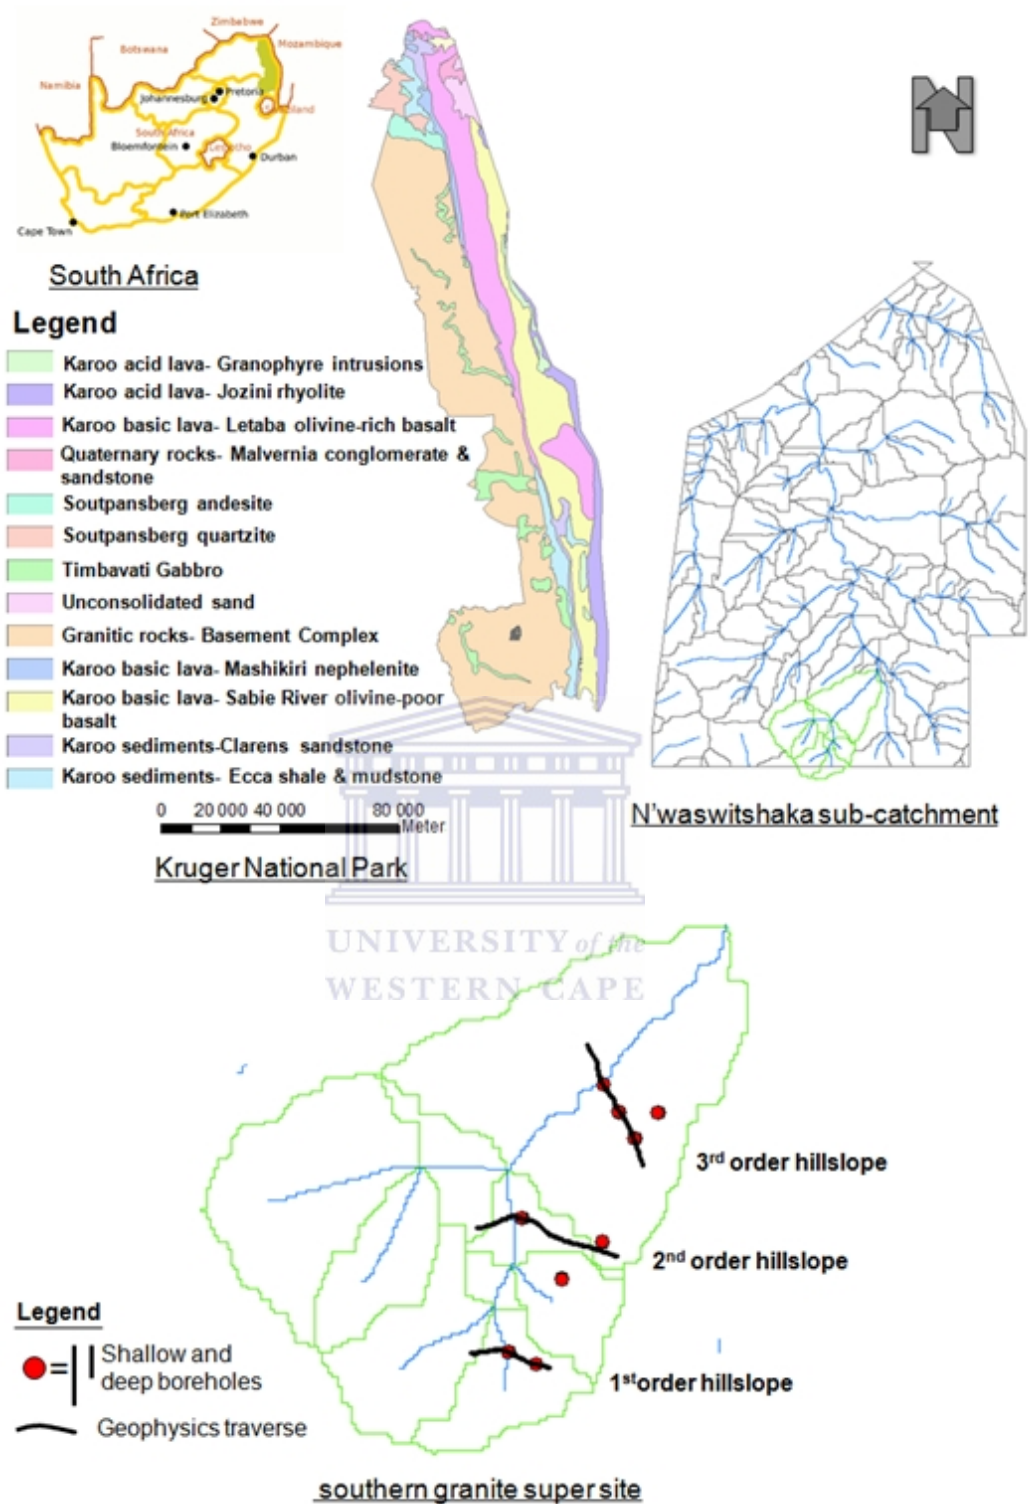 Zimbabwe
Botswana
Mozambique
Namibia
Pretoria
Johannesburg
South Africa
Bloemfontein
Durban
Port Elizabeth
Cape Town
South Africa
N
Legend
Karoo acid lava- Granophyre intrusions
Karoo acid lava- Jozini rhyolite
Karoo basic lava- Letaba olivine-rich basalt
Quaternary rocks- Malvernia conglomerate &
sandstone
Soutpansberg andesite
Soutpansberg quartzite
Timbavati Gabbro
Unconsolidated sand
Granitic rocks- Basement Complex
Karoo basic lava- Mashikiri nephelenite
Karoo basic lava- Sabie River olivine-poor
basalt
Karoo sediments-Clarens sandstone
Karoo sediments- Ecca shale & mudstone
0 20 000 40 000 80 000
Meter
Kruger National Park
N'waswitshaka sub-catchment
UNIVERSITY of the
WESTERN CAPE
3rd order hillslope
2nd order hillslope
1st order hillslope
Legend
= Shallow and
deep boreholes
Geophysics traverse
southern granite super site